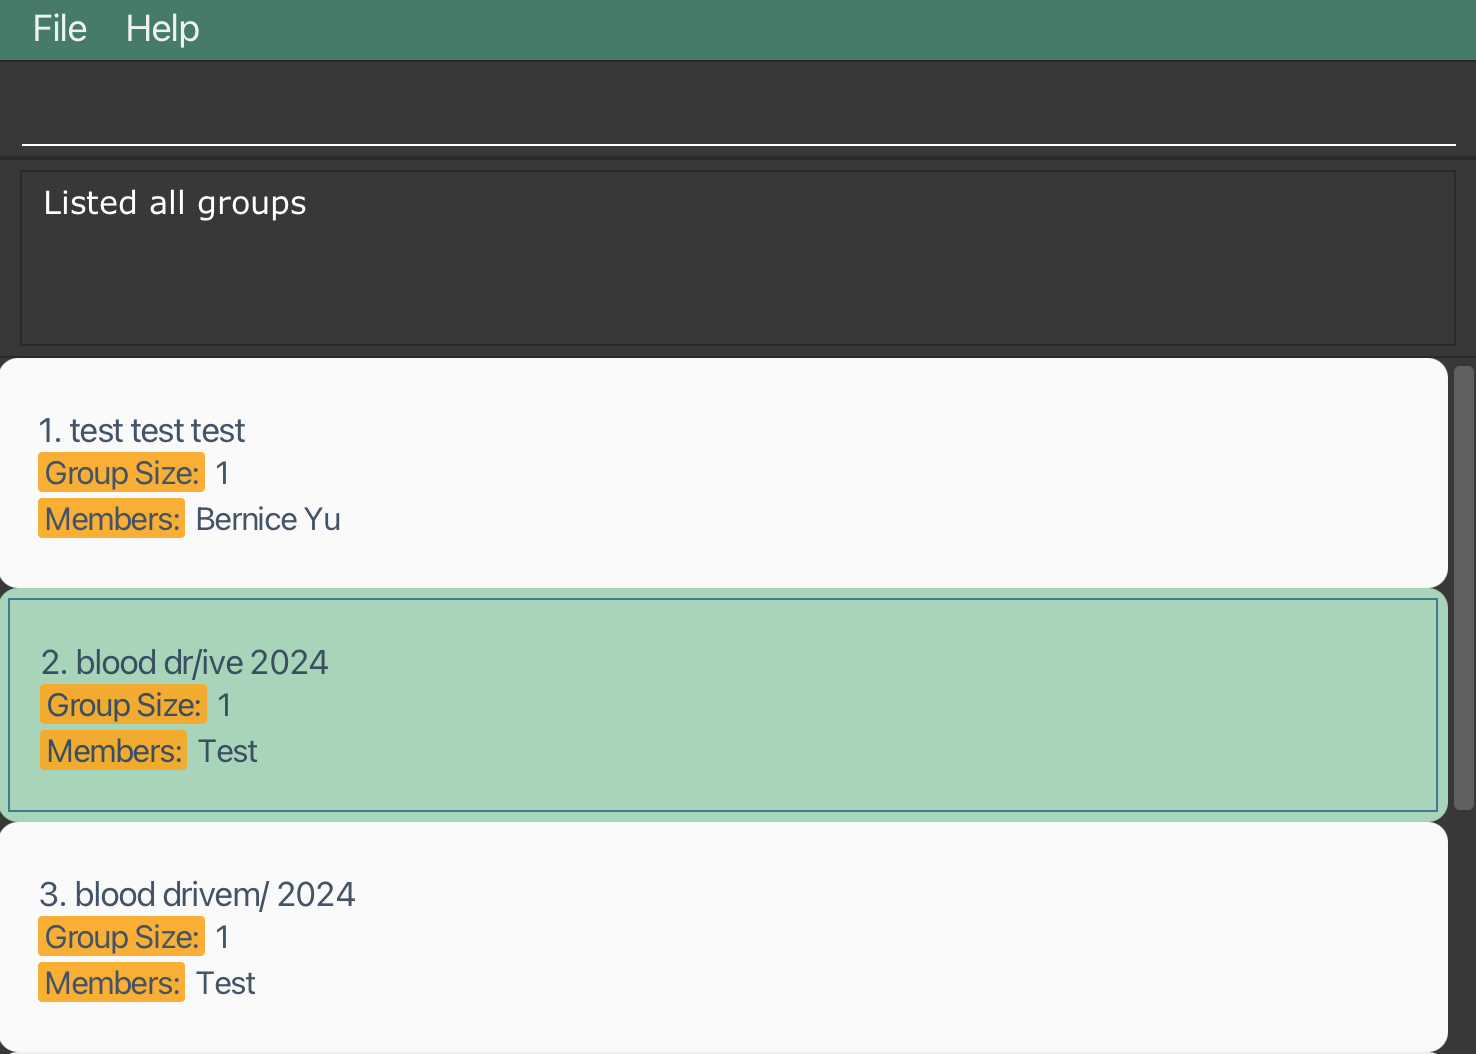 File Help
Listed all groups
1. test test test
Group Size: 1
Members: Bernice Yu
2. blood dr/ive 2024
Group Size: 1
Members: Test
3. blood drivem/ 2024
Group Size: 1
Members: Test